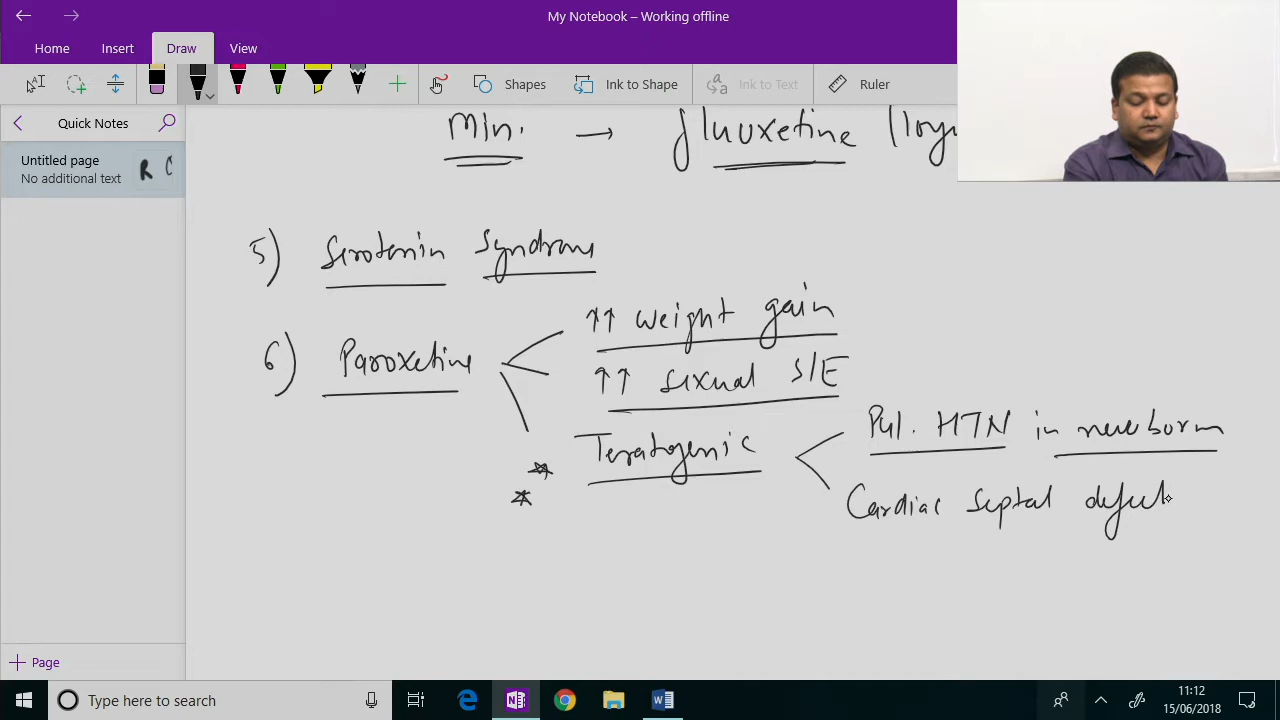 My Notebook – Working offline
Home Insert Draw View
Shapes Ink to Shape Ink to Text Ruler
Quick Notes
Untitled page
No additional text
R C
Min. → fluoxetine (long
5) Serotonin Syndrome
6) Paroxetine
↑↑ weight gain
↑↑ sexual S/E
Teratogenic
Pul. HTN in newborn
Cardiac Septal defect
+ Page
Type here to search
11:12
15/06/2018